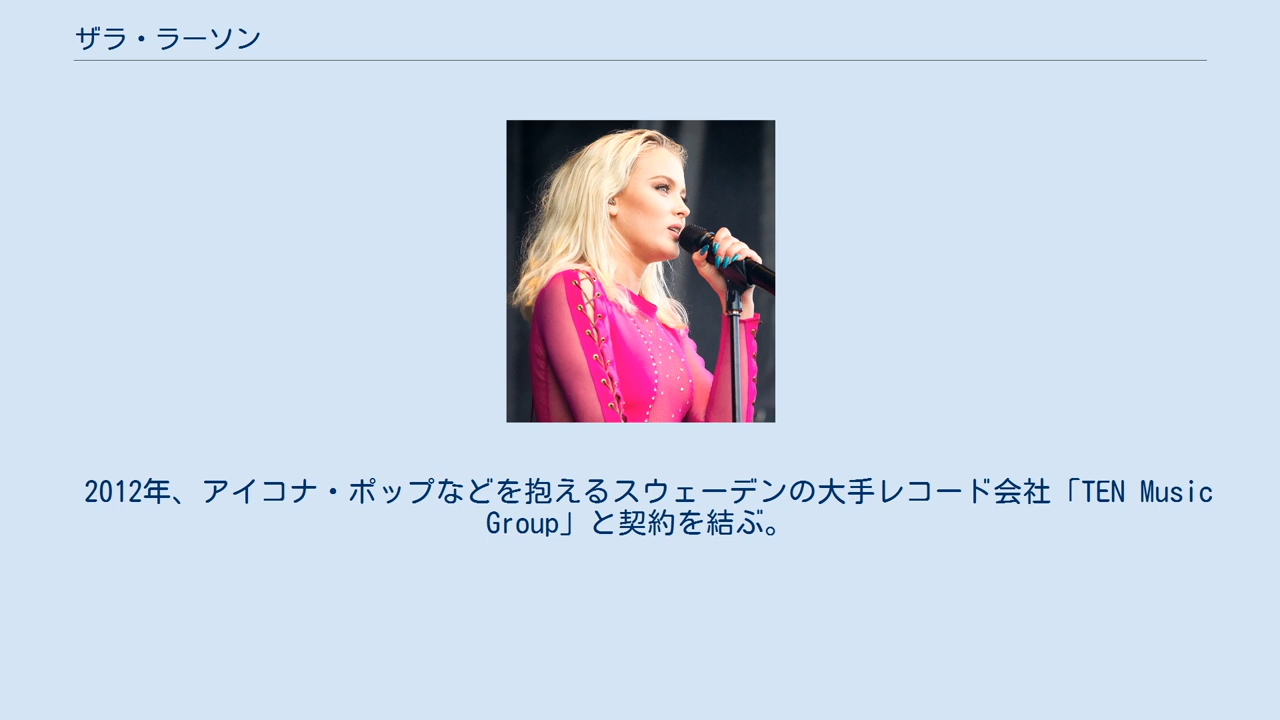 ザラ・ラーソン
2012年、アイコナ・ポップなどを抱えるスウェーデンの大手レコード会社「TEN Music
Group」と契約を結ぶ。